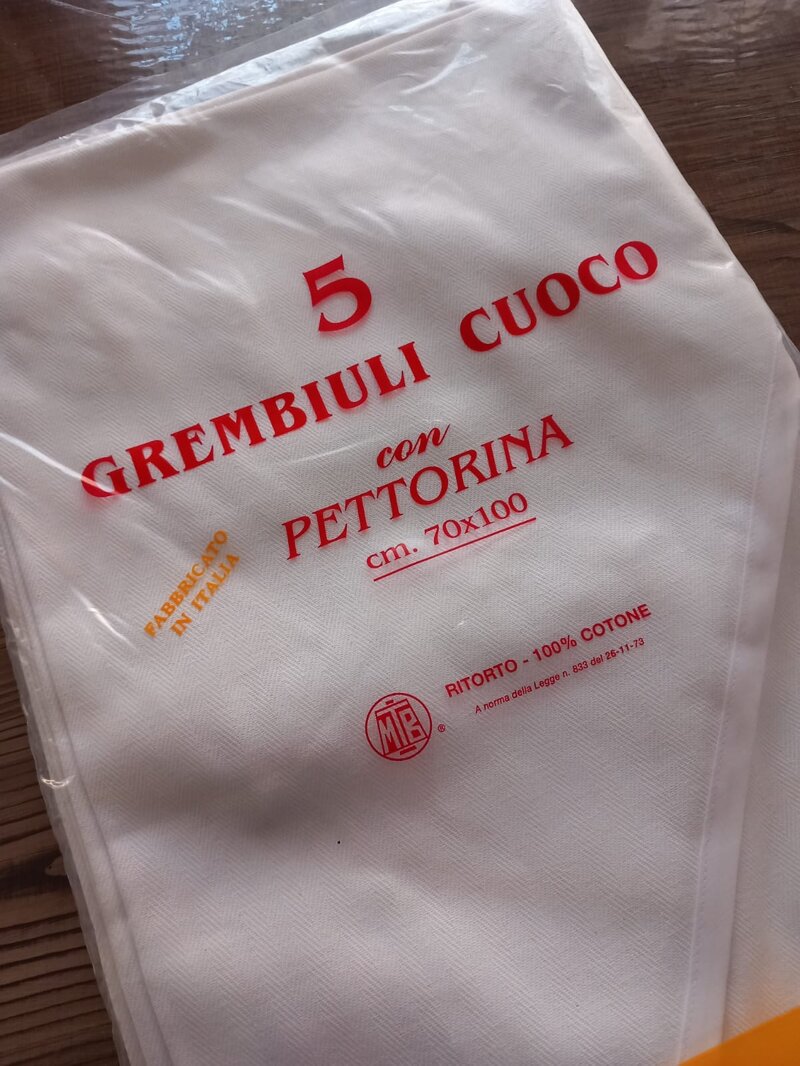 5
GREMBIULI CUOCO
con
PETTORINA
cm. 70x100
FABBRICATO
IN ITALIA
RITORTO - 100% COTONE
A norma della Legge n. 833 del 26-11-73
MTB ®